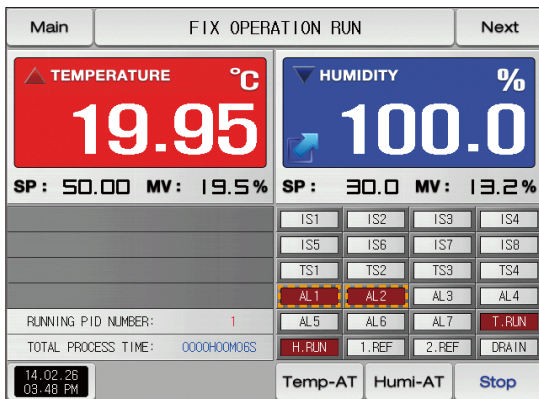 Main FIX OPERATION RUN Next
TEMPERATURE °C HUMIDITY %
19.95 100.0
SP : 50.00 MV : 19.5% SP : 30.0 MV : 13.2%
IS1 IS2 IS3 IS4
IS5 IS6 IS7 IS8
TS1 TS2 TS3 TS4
AL1 AL2 AL3 AL4
RUNNING PID NUMBER: 1 AL5 AL6 AL7 T.RUN
TOTAL PROCESS TIME: 0000H00M06S H.RUN 1.REF 2.REF DRAIN
14.02.26
03:48 PM Temp-AT Humi-AT Stop